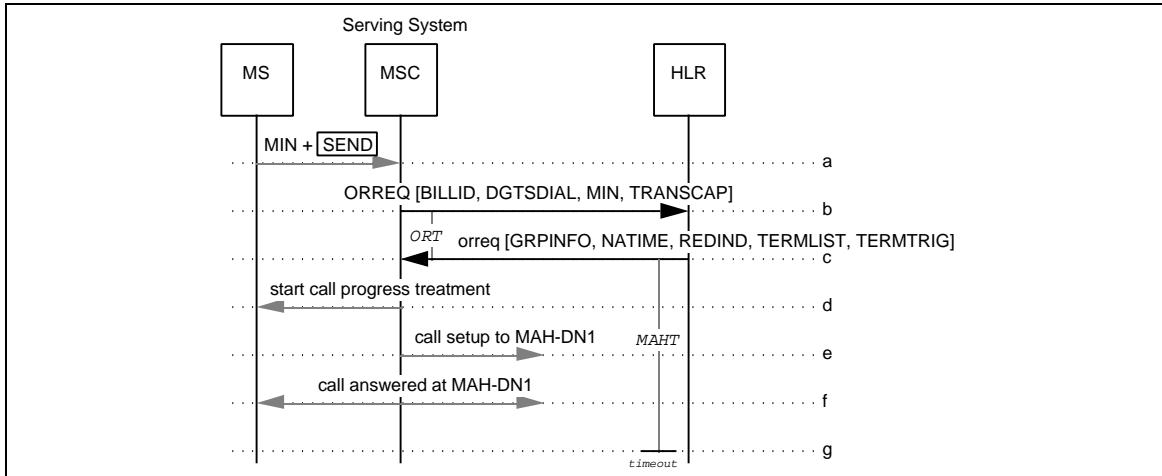 Serving System
MS MSC HLR
MIN + SEND
a
ORREQ [BILLID, DGTSDIAL, MIN, TRANSCAP]
b
ORT
orreq [GRPINFO, NATIME, REDIND, TERMLIST, TERMTRIG]
c
start call progress treatment
d
call setup to MAH-DN1
MAHT
e
call answered at MAH-DN1
f
g
timeout